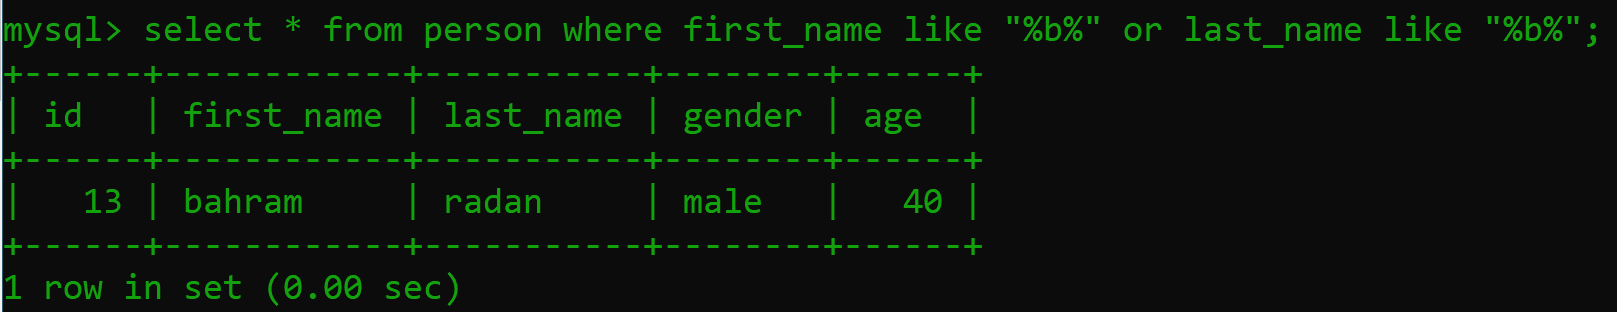 mysql> select * from person where first_name like "%b%" or last_name like "%b%";
+------+------------+-----------+--------+------+
| id   | first_name | last_name | gender | age  |
+------+------------+-----------+--------+------+
|   13 | bahram     | radan     | male   |   40 |
+------+------------+-----------+--------+------+
1 row in set (0.00 sec)